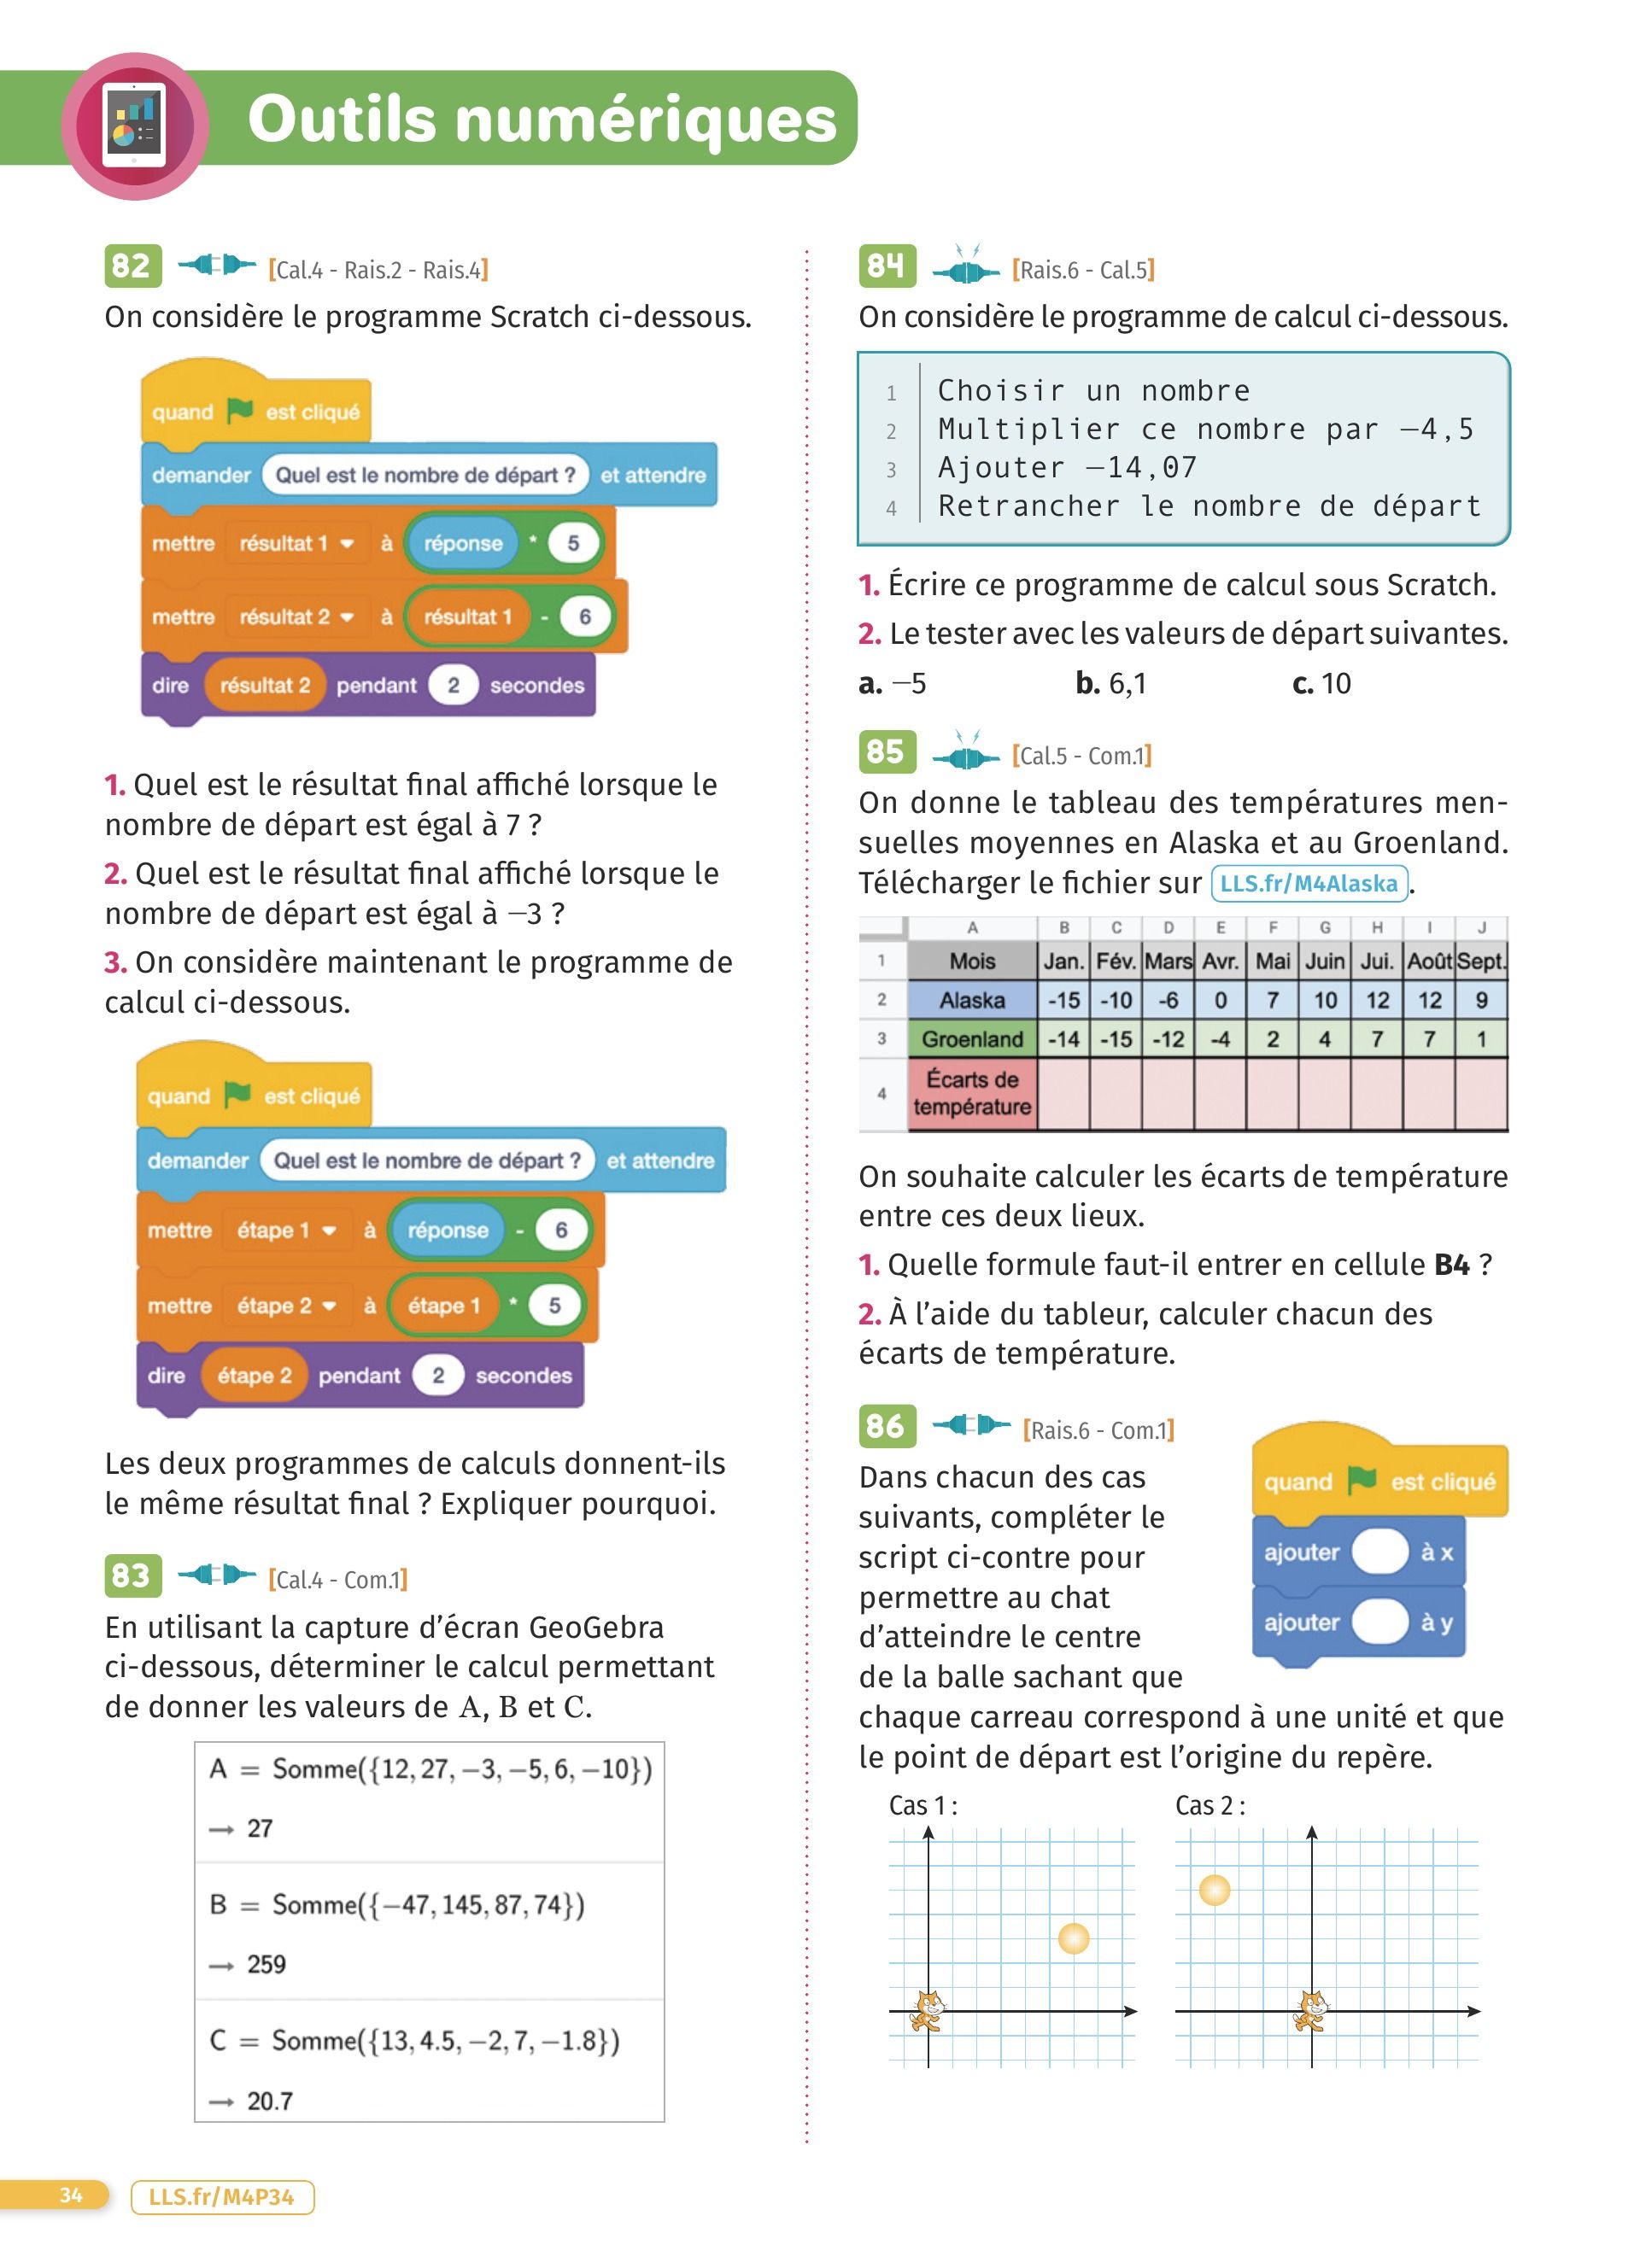 Outils numériques
82 [Cal.4 - Rais.2 - Rais.4]
On considère le programme Scratch ci-dessous.
quand est cliqué
demander Quel est le nombre de départ ? et attendre
mettre résultat 1 à réponse * 5
mettre résultat 2 à résultat 1 - 6
dire résultat 2 pendant 2 secondes
1. Quel est le résultat final affiché lorsque le
nombre de départ est égal à 7 ?
2. Quel est le résultat final affiché lorsque le
nombre de départ est égal à −3 ?
3. On considère maintenant le programme de
calcul ci-dessous.
quand est cliqué
demander Quel est le nombre de départ ? et attendre
mettre étape 1 à réponse - 6
mettre étape 2 à étape 1 * 5
dire étape 2 pendant 2 secondes
Les deux programmes de calculs donnent-ils
le même résultat final ? Expliquer pourquoi.
83 [Cal.4 - Com.1]
En utilisant la capture d’écran GeoGebra
ci-dessous, déterminer le calcul permettant
de donner les valeurs de A, B et C.
A = Somme({12, 27, −3, −5, 6, −10})
→ 27
B = Somme({−47, 145, 87, 74})
→ 259
C = Somme({13, 4.5, −2, 7, −1.8})
→ 20.7
84 [Rais.6 - Cal.5]
On considère le programme de calcul ci-dessous.
1 Choisir un nombre
2 Multiplier ce nombre par −4,5
3 Ajouter −14,07
4 Retrancher le nombre de départ
1. Écrire ce programme de calcul sous Scratch.
2. Le tester avec les valeurs de départ suivantes.
a. −5 b. 6,1 c. 10
85 [Cal.5 - Com.1]
On donne le tableau des températures men-
suelles moyennes en Alaska et au Groenland.
Télécharger le fichier sur LLS.fr/M4Alaska.
A B C D E F G H I J
1 Mois Jan. Fév. Mars Avr. Mai Juin Jui. Août Sept.
2 Alaska -15 -10 -6 0 7 10 12 12 9
3 Groenland -14 -15 -12 -4 2 4 7 7 1
4 Écarts de
température
On souhaite calculer les écarts de température
entre ces deux lieux.
1. Quelle formule faut-il entrer en cellule B4 ?
2. À l’aide du tableur, calculer chacun des
écarts de température.
86 [Rais.6 - Com.1]
Dans chacun des cas
suivants, compléter le
script ci-contre pour
permettre au chat
d’atteindre le centre
de la balle sachant que
chaque carreau correspond à une unité et que
le point de départ est l’origine du repère.
quand est cliqué
ajouter à x
ajouter à y
Cas 1 : Cas 2 :
34 LLS.fr/M4P34